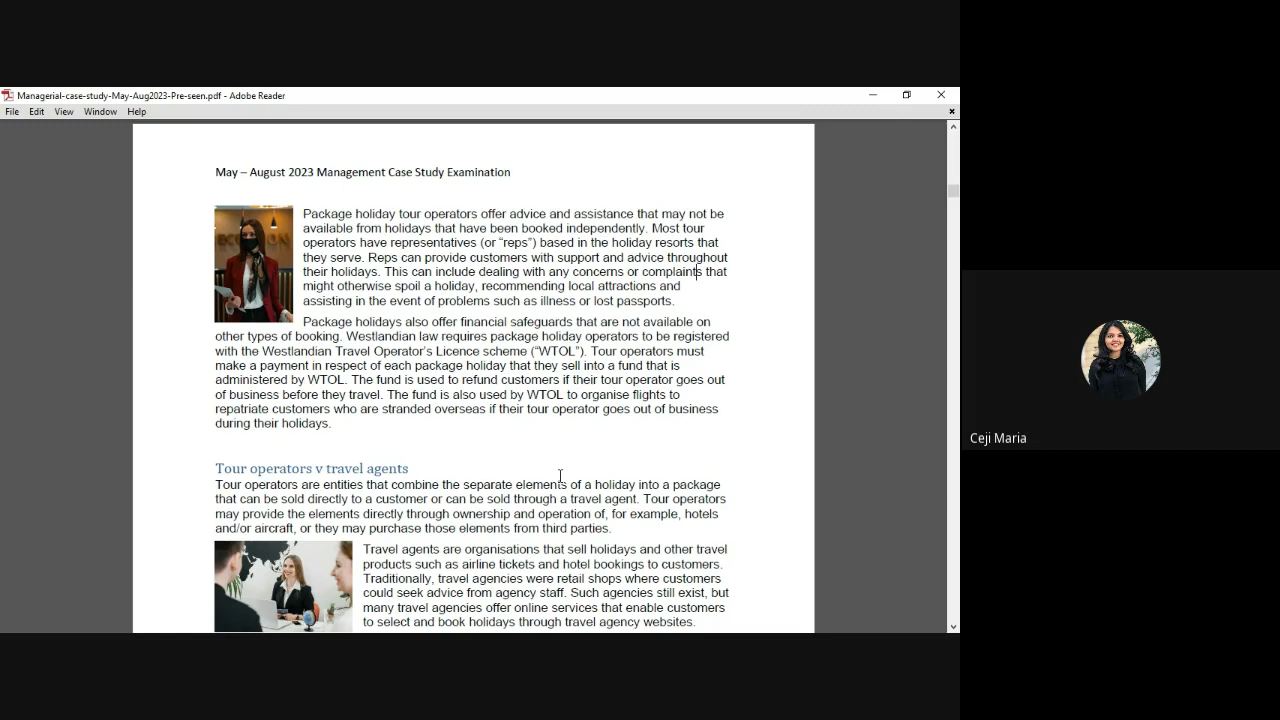 Managerial-case-study-May-Aug2023-Pre-seen.pdf - Adobe Reader
File Edit View Window Help
May – August 2023 Management Case Study Examination
Package holiday tour operators offer advice and assistance that may not be
available from holidays that have been booked independently. Most tour
operators have representatives (or “reps”) based in the holiday resorts that
they serve. Reps can provide customers with support and advice throughout
their holidays. This can include dealing with any concerns or complaints that
might otherwise spoil a holiday, recommending local attractions and
assisting in the event of problems such as illness or lost passports.
Package holidays also offer financial safeguards that are not available on
other types of booking. Westlandian law requires package holiday operators to be registered
with the Westlandian Travel Operator’s Licence scheme (“WTOL”). Tour operators must
make a payment in respect of each package holiday that they sell into a fund that is
administered by WTOL. The fund is used to refund customers if their tour operator goes out
of business before they travel. The fund is also used by WTOL to organise flights to
repatriate customers who are stranded overseas if their tour operator goes out of business
during their holidays.
Tour operators v travel agents
Tour operators are entities that combine the separate elements of a holiday into a package
that can be sold directly to a customer or can be sold through a travel agent. Tour operators
may provide the elements directly through ownership and operation of, for example, hotels
and/or aircraft, or they may purchase those elements from third parties.
Travel agents are organisations that sell holidays and other travel
products such as airline tickets and hotel bookings to customers.
Traditionally, travel agencies were retail shops where customers
could seek advice from agency staff. Such agencies still exist, but
many travel agencies offer online services that enable customers
to select and book holidays through travel agency websites.
Ceji Maria